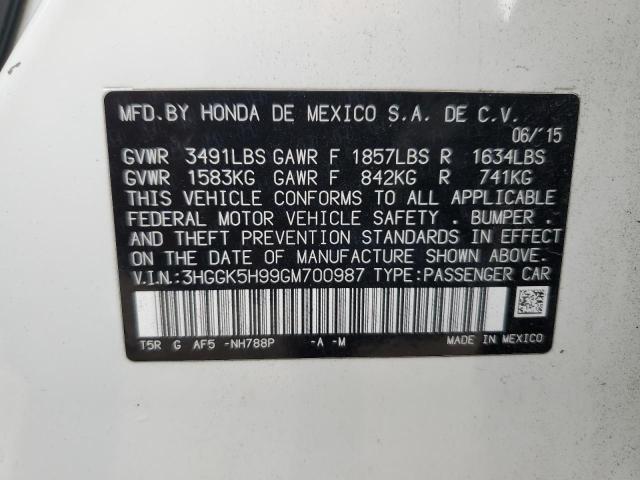 MFD.BY HONDA DE MEXICO S.A. DE C.V.
06/'15
GVWR 3491LBS GAWR F 1857LBS R 1634LBS
GVWR 1583KG GAWR F 842KG R 741KG
THIS VEHICLE CONFORMS TO ALL APPLICABLE
FEDERAL MOTOR VEHICLE SAFETY . BUMPER .
AND THEFT PREVENTION STANDARDS IN EFFECT
ON THE DATE OF MANUFACTURE SHOWN ABOVE.
V.I.N.:3HGGK5H99GM700987 TYPE:PASSENGER CAR
T5R G AF5 -NH788P -A -M
MADE IN MEXICO